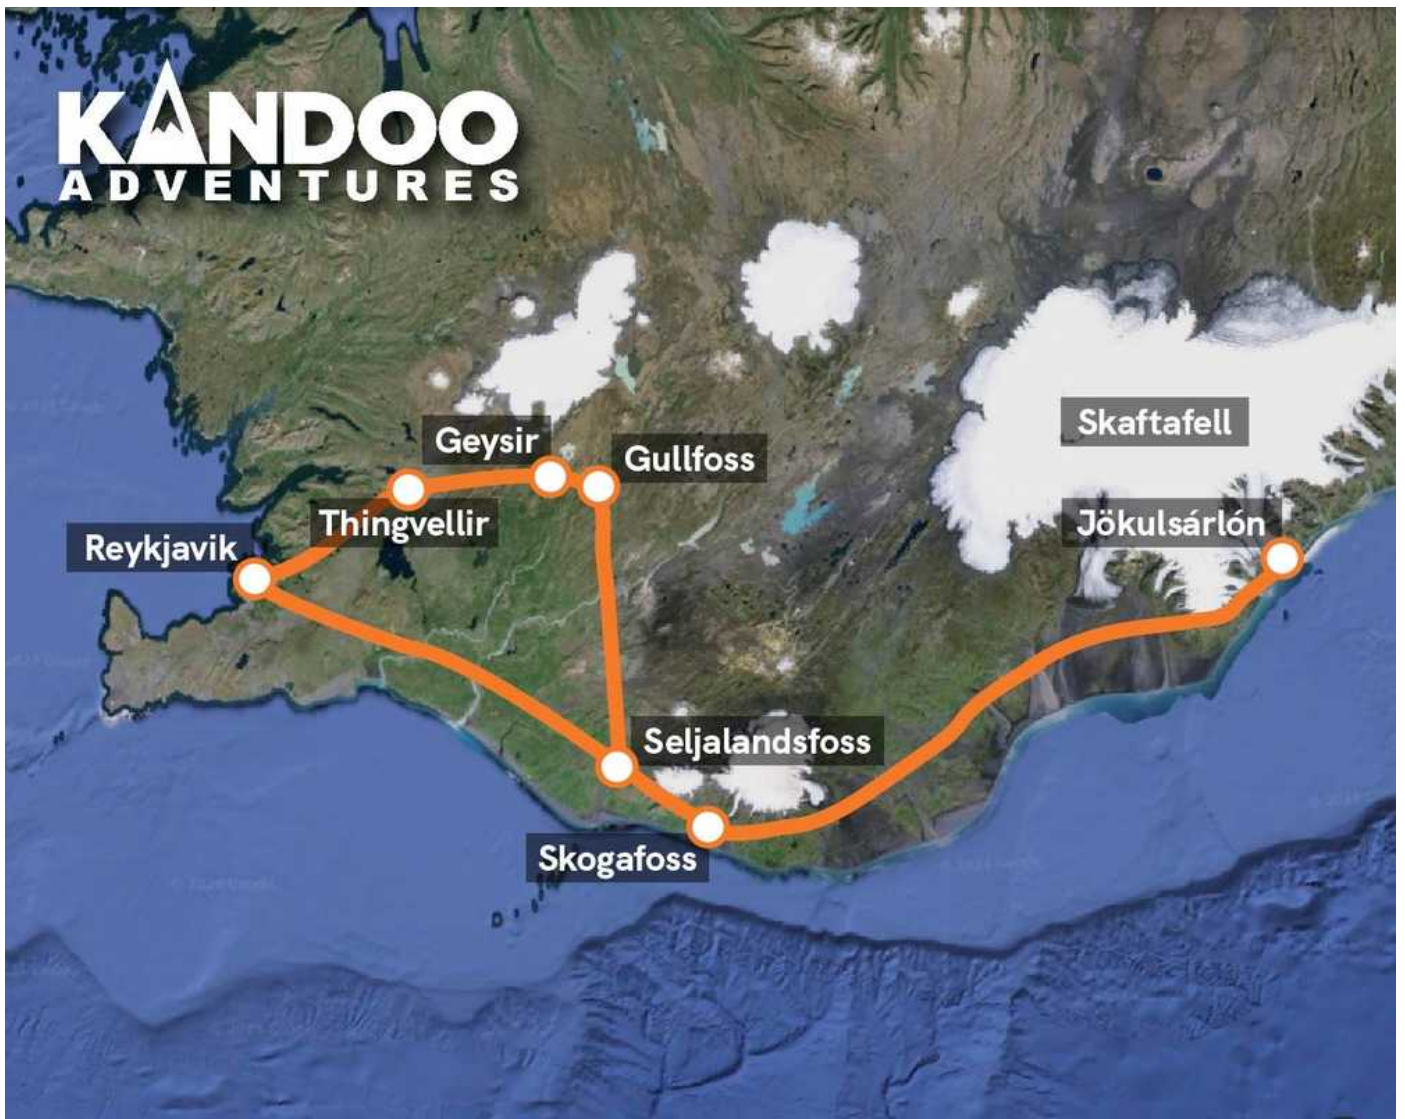 KANDOO
ADVENTURES
Geysir
Gullfoss
Skaftafell
Thingvellir
Jökulsárlón
Reykjavik
Seljalandsfoss
Skogafoss